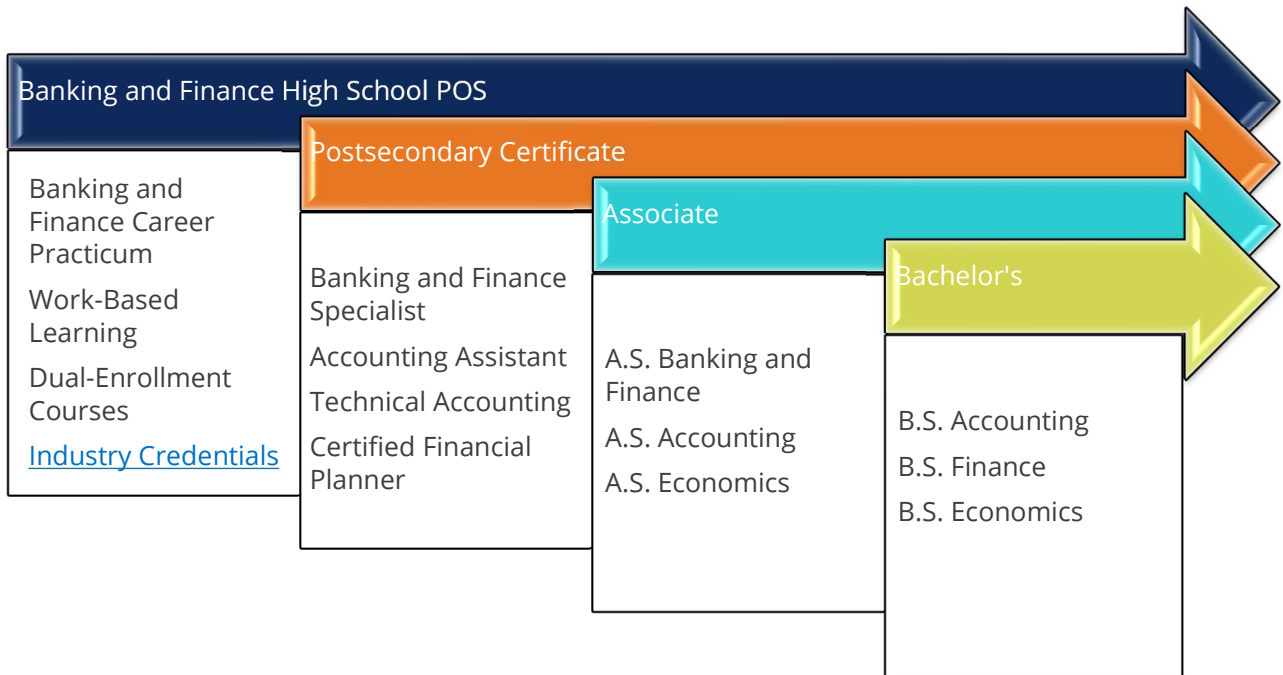 Banking and Finance High School POS
Banking and
Finance Career
Practicum
Work-Based
Learning
Dual-Enrollment
Courses
Industry Credentials
Postsecondary Certificate
Banking and Finance
Specialist
Accounting Assistant
Technical Accounting
Certified Financial
Planner
Associate
A.S. Banking and
Finance
A.S. Accounting
A.S. Economics
Bachelor's
B.S. Accounting
B.S. Finance
B.S. Economics